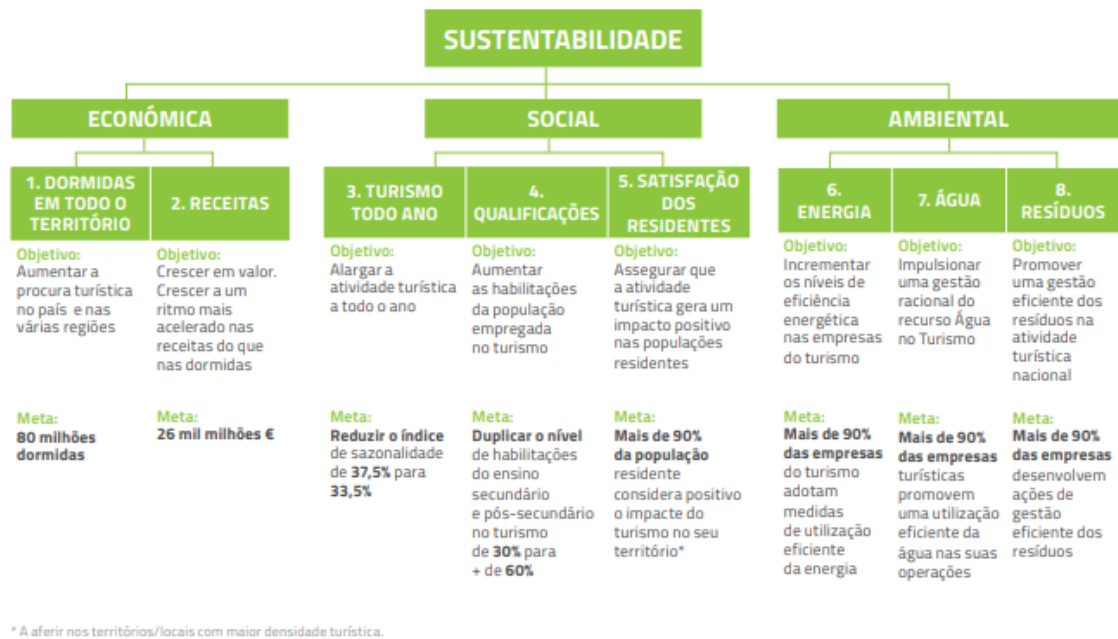 SUSTENTABILIDADE
ECONÓMICA
SOCIAL
AMBIENTAL
1. DORMIDAS
EM TODO O
TERRITÓRIO
Objetivo:
Aumentar a
procura turística
no país e nas
várias regiões
Meta:
80 milhões
dormidas
2. RECEITAS
Objetivo:
Crescer em valor.
Crescer a um
ritmo mais
acelerado nas
receitas do que
nas dormidas
Meta:
26 mil milhões €
3. TURISMO
TODO ANO
Objetivo:
Alargar a
atividade turística
a todo o ano
Meta:
Reduzir o índice
de sazonalidade
de 37,5% para
33,5%
4.
QUALIFICAÇÕES
Objetivo:
Aumentar
as habilitações
da população
empregada
no turismo
Meta:
Duplicar o nível
de habilitações
do ensino
secundário
e pós-secundário
no turismo
de 30% para
+ de 60%
5. SATISFAÇÃO
DOS
RESIDENTES
Objetivo:
Assegurar que
a atividade
turística gera um
impacto positivo
nas populações
residentes
Meta:
Mais de 90%
da população
residente
considera positivo
o impacte do
turismo no seu
território*
6.
ENERGIA
Objetivo:
Incrementar
os níveis de
eficiência
energética
nas empresas
do turismo
Meta:
Mais de 90%
das empresas
do turismo
adotam
medidas
de utilização
eficiente
da energia
7. ÁGUA
Objetivo:
Impulsionar
uma gestão
racional do
recurso Água
no Turismo
Meta:
Mais de 90%
das empresas
turísticas
promovem
uma utilização
eficiente da
água nas suas
operações
8.
RESÍDUOS
Objetivo:
Promover
uma gestão
eficiente dos
resíduos na
atividade
turística
nacional
Meta:
Mais de 90%
das empresas
desenvolvem
ações de
gestão
eficiente dos
resíduos
* A aferir nos territórios/locais com maior densidade turística.